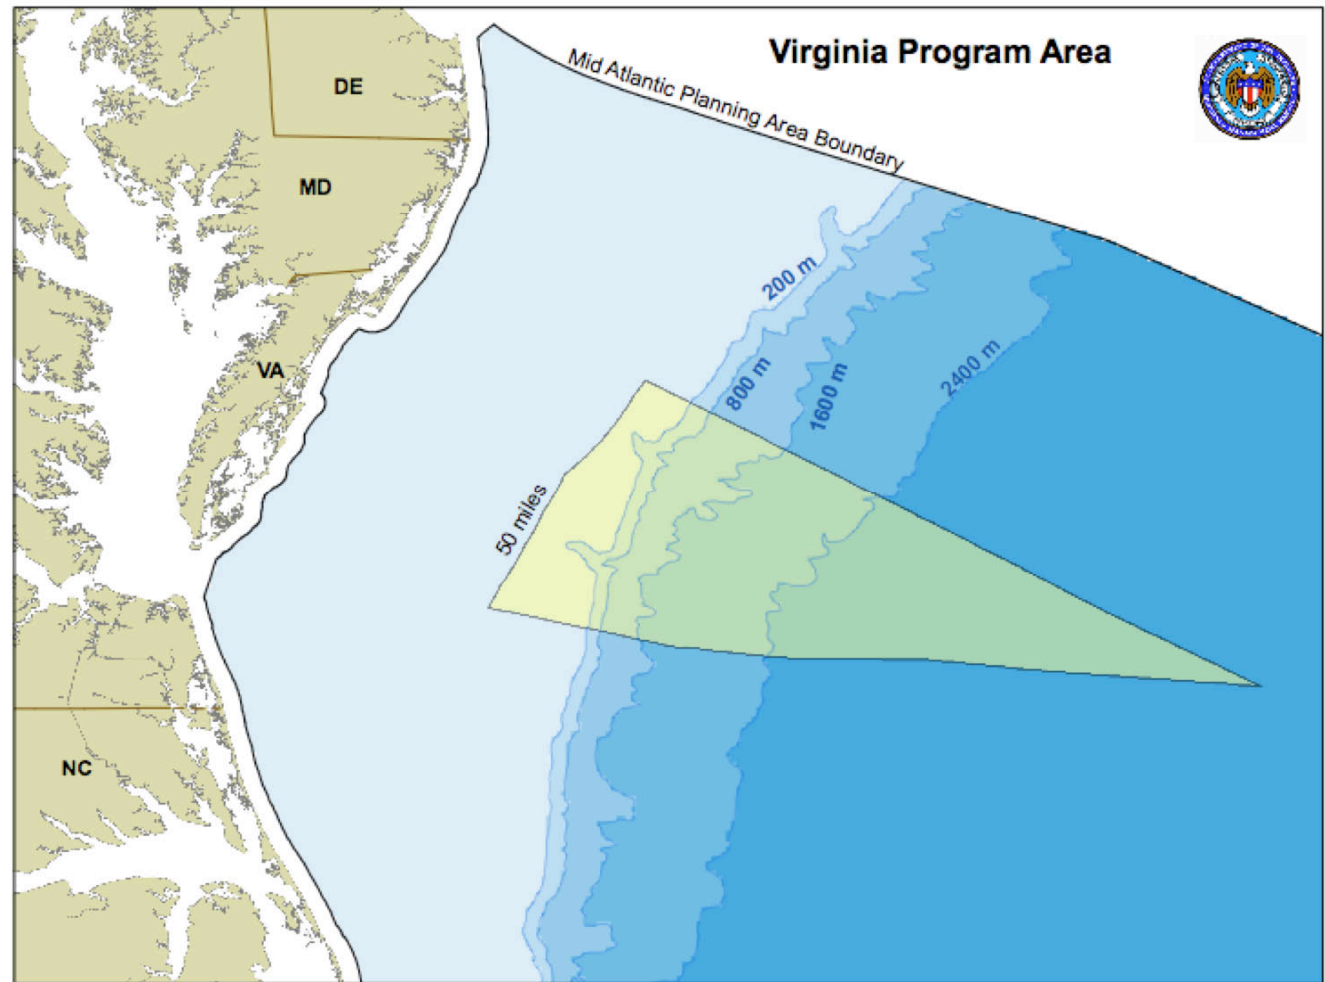 Virginia Program Area
Mid Atlantic Planning Area Boundary
DE
MD
VA
NC
200 m
800 m
1600 m
2400 m
50 miles